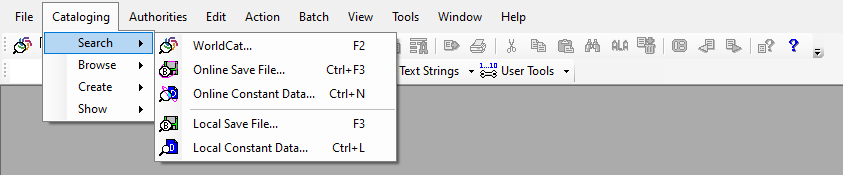 File Cataloging Authorities Edit Action Batch View Tools Window Help
Search WorldCat... F2 ALA
Browse Online Save File... Ctrl+F3 Text Strings 1...10 User Tools
Create Online Constant Data... Ctrl+N
Show Local Save File... F3
Local Constant Data... Ctrl+L